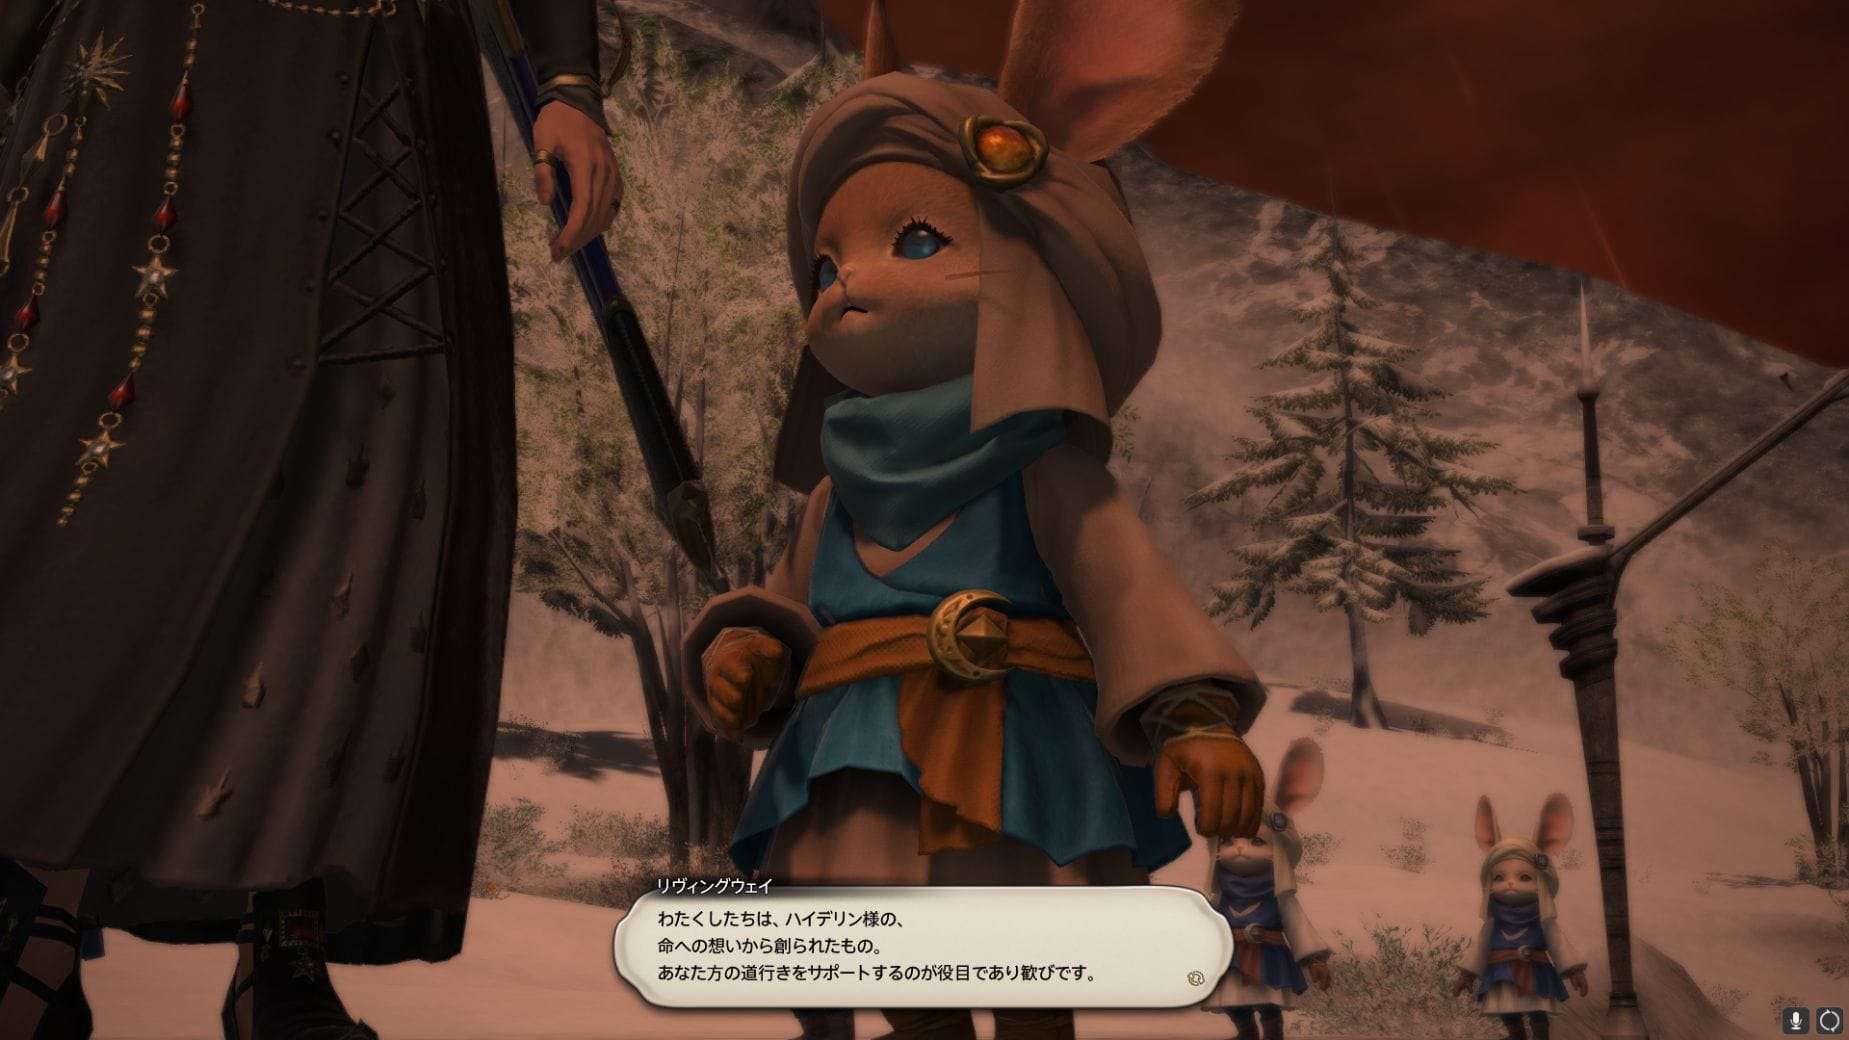 リヴィングウェイ
わたくしたちは、ハイデリン様の、
命への想いから創られたもの。
あなた方の道行きをサポートするのが役目であり歓びです。